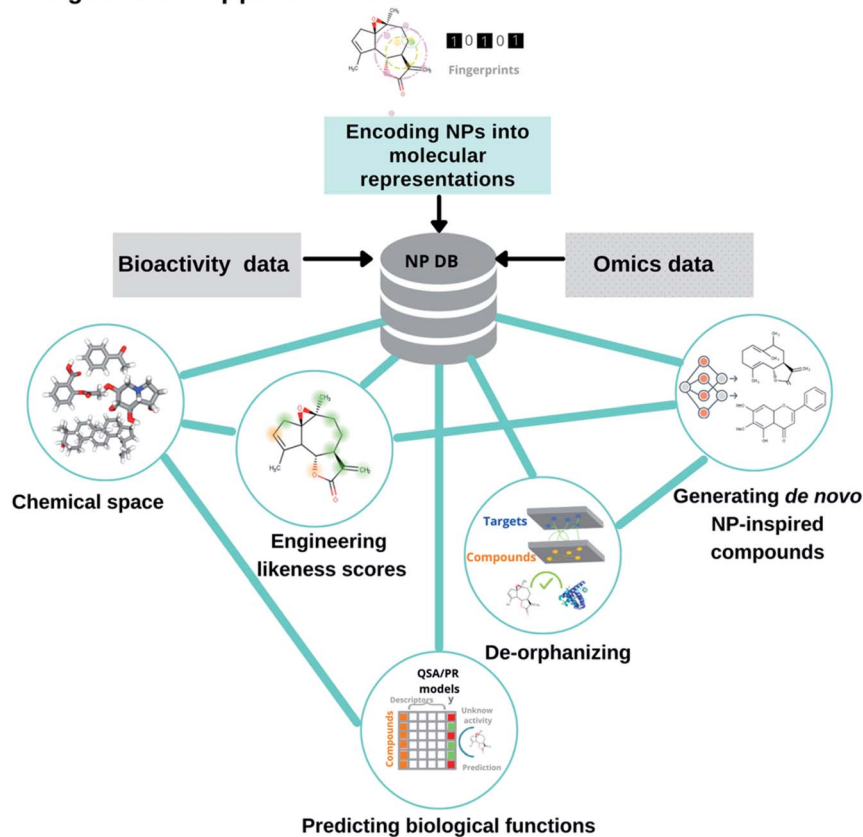 1 0 1 0 1
Fingerprints
Encoding NPs into
molecular
representations
Bioactivity data
NP DB
Omics data
Chemical space
Engineering
likeness scores
Targets
Compounds
De-orphanizing
Generating de novo
NP-inspired
compounds
QSA/PR
models
Descriptors
y
Compounds
Unknow
activity
Prediction
Predicting biological functions